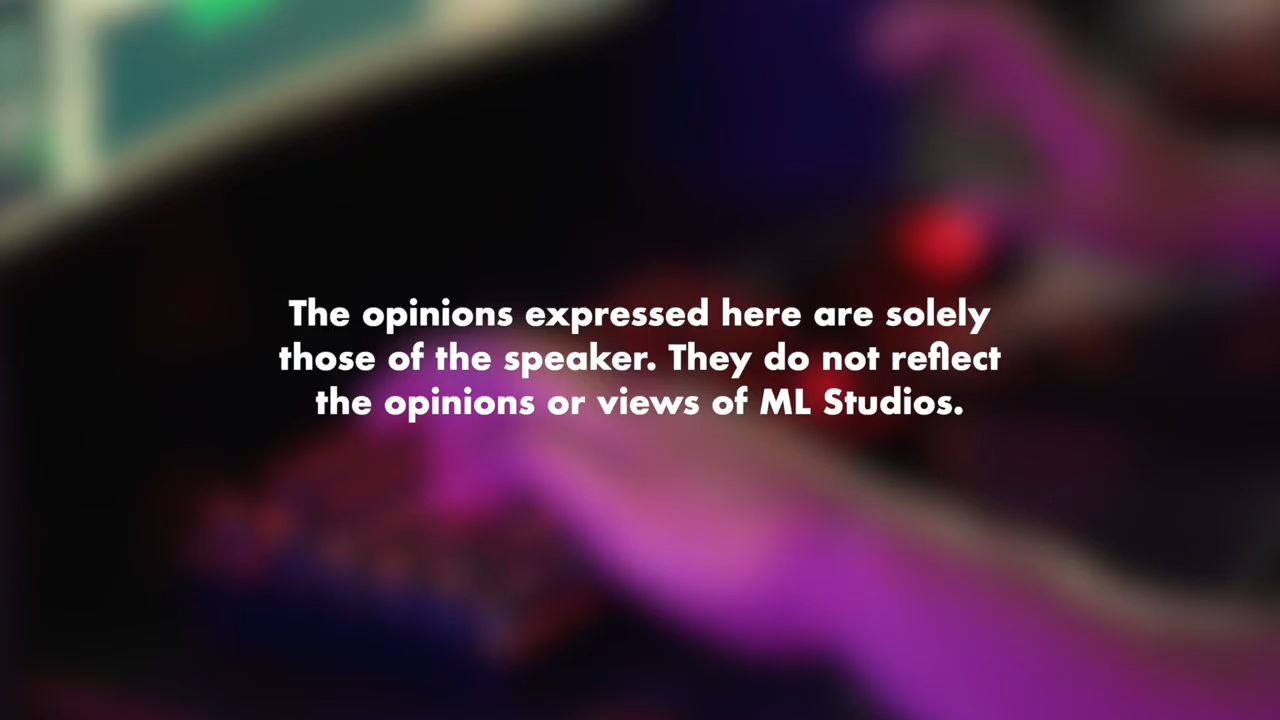 The opinions expressed here are solely
those of the speaker. They do not reflect
the opinions or views of ML Studios.